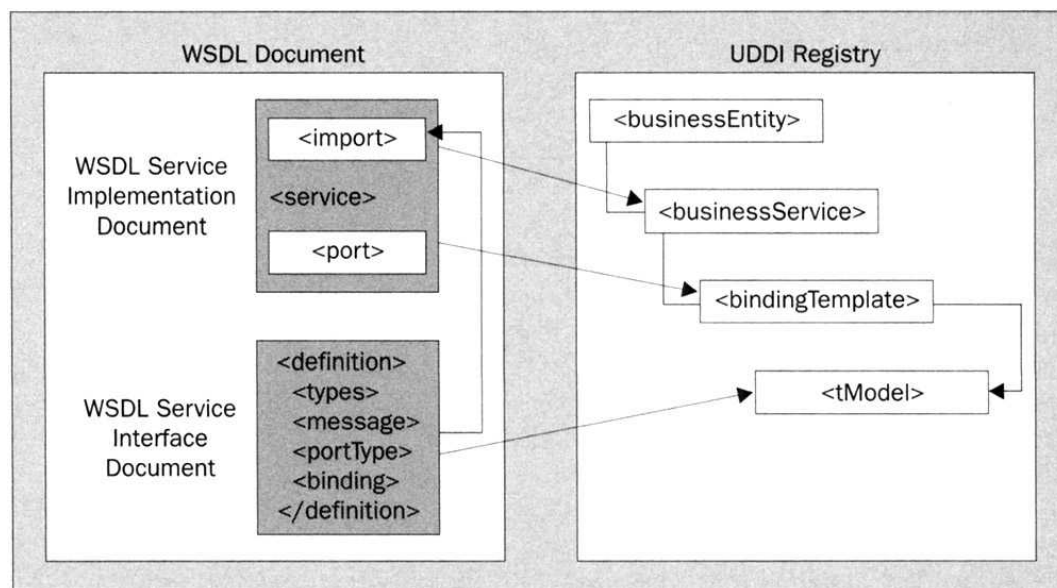 WSDL Document
WSDL Service
Implementation
Document
<import>
<service>
<port>
WSDL Service
Interface
Document
<definition>
<types>
<message>
<portType>
<binding>
</definition>
UDDI Registry
<businessEntity>
<businessService>
<bindingTemplate>
<tModel>